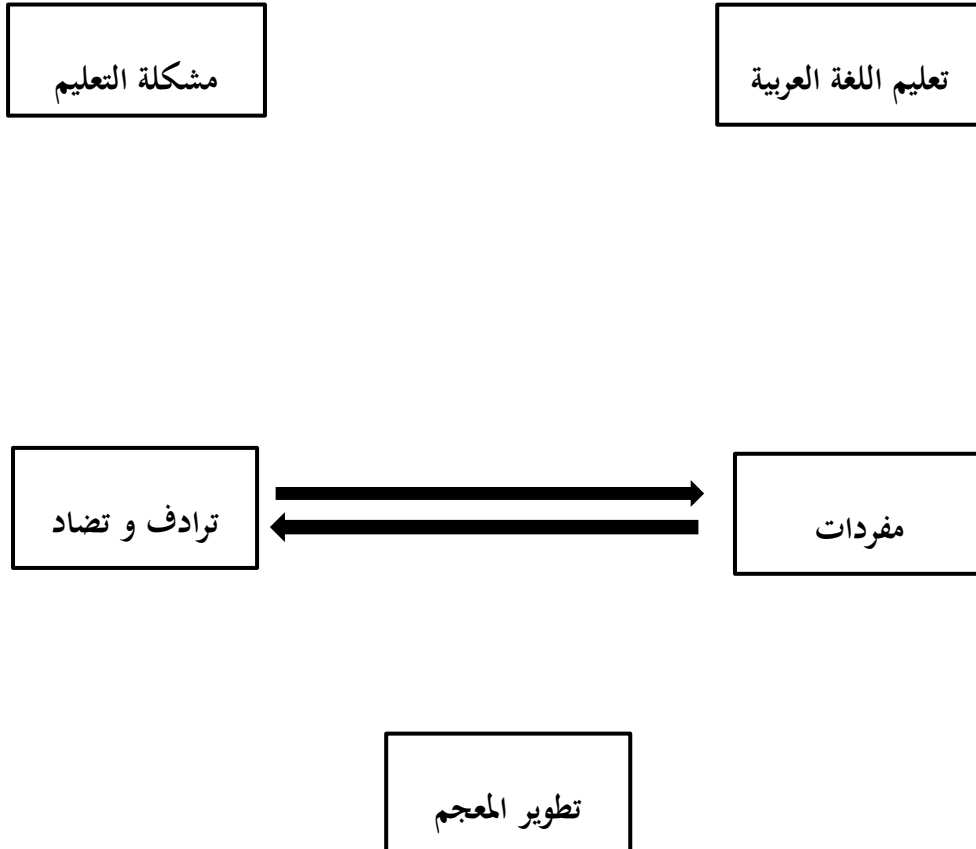 تعليم اللغة العربية
مشكلة التعليم
مفردات
ترادف و تضاد
تطوير المعجم